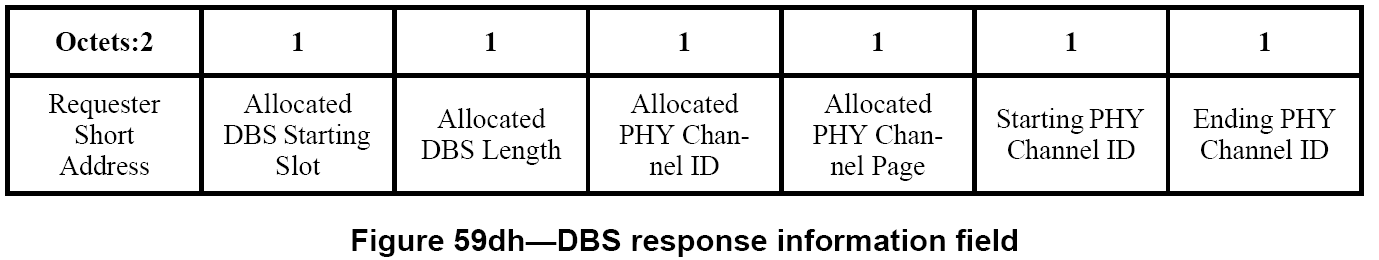 Octets:2 1 1 1 1 1 1
Requester
Short
Address
Allocated
DBS Starting
Slot
Allocated
DBS Length
Allocated
PHY Chan-
nel ID
Allocated
PHY Chan-
nel Page
Starting PHY
Channel ID
Ending PHY
Channel ID
Figure 59dh—DBS response information field